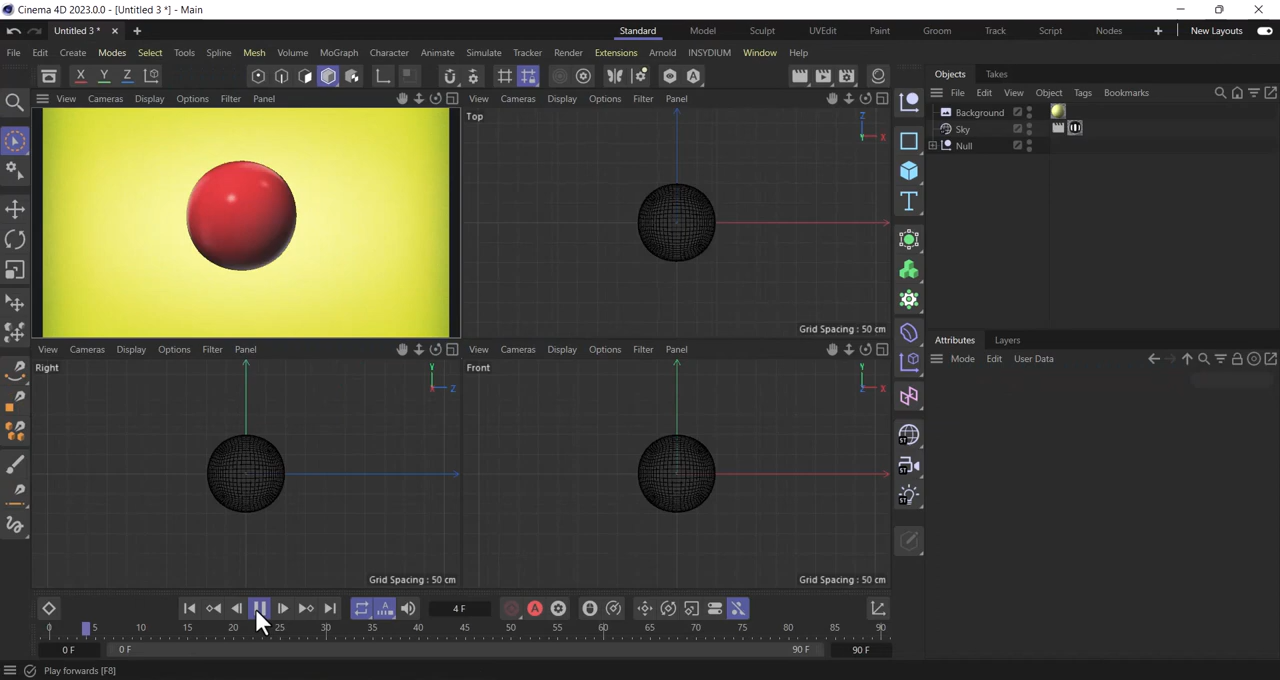 Cinema 4D 2023.0.0 - [Untitled 3 *] - Main
Untitled 3 *
Standard Model Sculpt UVEdit Paint Groom Track Script Nodes New Layouts
File Edit Create Modes Select Tools Spline Mesh Volume MoGraph Character Animate Simulate Tracker Render Extensions Arnold INSYDIUM Window Help
X Y Z
Objects Takes
View Cameras Display Options Filter Panel
View Cameras Display Options Filter Panel
File Edit View Object Tags Bookmarks
Top
Z
Y X
Background
Sky
Null
Grid Spacing : 50 cm
View Cameras Display Options Filter Panel
View Cameras Display Options Filter Panel
Attributes Layers
Mode Edit User Data
Right
Y
X Z
Front
Y
Z X
ST
ST
ST
Grid Spacing : 50 cm
Grid Spacing : 50 cm
4 F
0 5 10 15 20 25 30 35 40 45 50 55 60 65 70 75 80 85 90
0 F 0 F 90 F 90 F
Play forwards [F8]